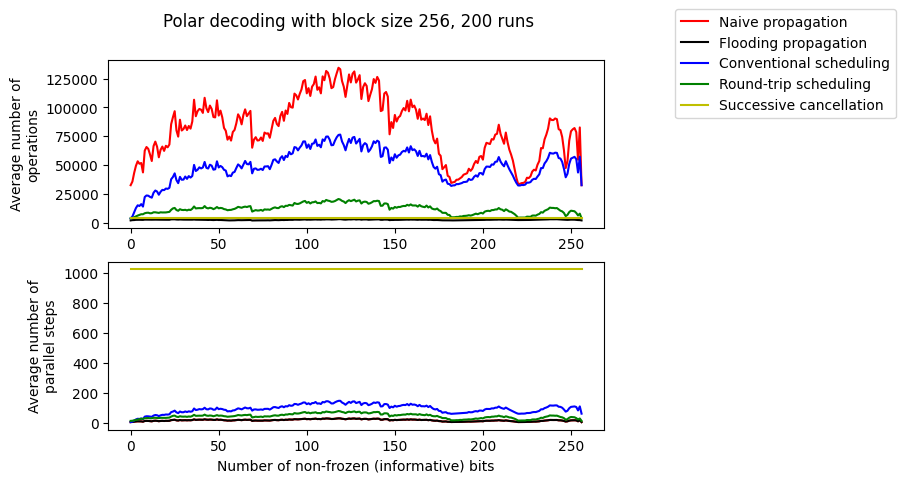 Polar decoding with block size 256, 200 runs
Naive propagation
Flooding propagation
Conventional scheduling
Round-trip scheduling
Successive cancellation
Average number of
operations
125000
100000
75000
50000
25000
0
0 50 100 150 200 250
Average number of
parallel steps
1000
800
600
400
200
0
0 50 100 150 200 250
Number of non-frozen (informative) bits